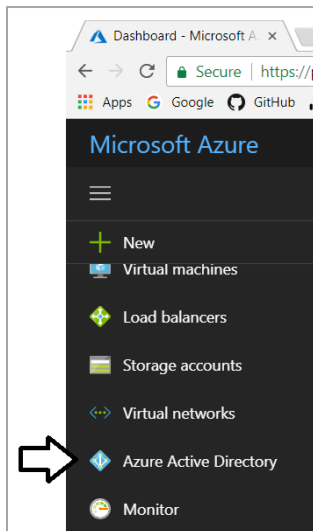 Dashboard - Microsoft A
Secure | https://
Apps Google GitHub
Microsoft Azure
New
Virtual machines
Load balancers
Storage accounts
Virtual networks
Azure Active Directory
Monitor